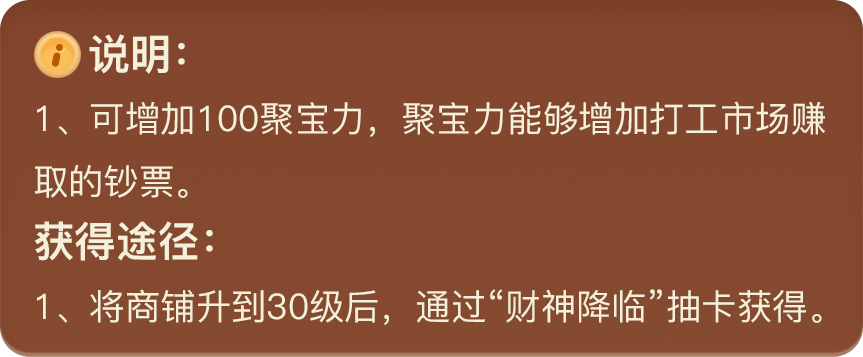 说明：
1、可增加100聚宝力，聚宝力能够增加打工市场赚
取的钞票。
获得途径：
1、将商铺升到30级后，通过“财神降临”抽卡获得。